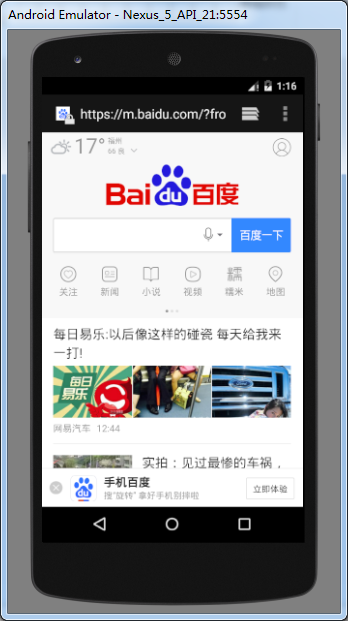 Android Emulator - Nexus_5_API_21:5554
1:16
https://m.baidu.com/?fro
17°
福州
66 良
Bai du 百度
百度一下
关注 新闻 小说 视频 糯米 地图
每日易乐:以后像这样的碰瓷 每天给我来
一打!
每日
易乐
网易汽车 12:44
实拍：见过最惨的车祸，
du
手机百度
搜"旋转" 拿好手机别摔啦
立即体验